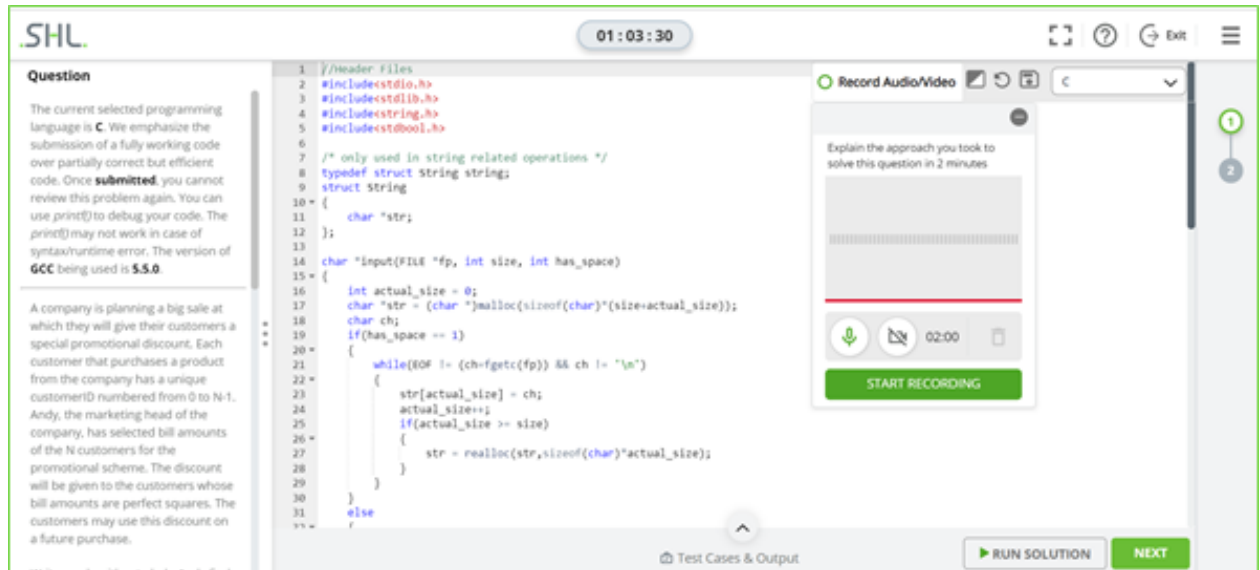 .SHL.
01:03:30
Exit
Question
The current selected programming
language is C. We emphasize the
submission of a fully working code
over partially correct but efficient
code. Once submitted, you cannot
review this problem again. You can
use printf() to debug your code. The
printf() may not work in case of
syntax/runtime error. The version of
GCC being used is 5.5.0.
A company is planning a big sale at
which they will give their customers a
special promotional discount. Each
customer that purchases a product
from the company has a unique
customerID numbered from 0 to N-1.
Andy, the marketing head of the
company, has selected bill amounts
of the N customers for the
promotional scheme. The discount
will be given to the customers whose
bill amounts are perfect squares. The
customers may use this discount on
a future purchase.
1 //Header Files
2 #include<stdio.h>
3 #include<stdlib.h>
4 #include<string.h>
5 #include<stdbool.h>
6
7 /* only used in string related operations */
8 typedef struct String string;
9 struct String
10 {
11 char *str;
12 };
13
14 char *input(FILE *fp, int size, int has_space)
15 {
16 int actual_size = 0;
17 char *str = (char *)malloc(sizeof(char)*(size+actual_size));
18 char ch;
19 if(has_space == 1)
20 {
21 while(EOF != (ch=fgetc(fp)) && ch != '\n')
22 {
23 str[actual_size] = ch;
24 actual_size++;
25 if(actual_size >= size)
26 {
27 str = realloc(str,sizeof(char)*actual_size);
28 }
29 }
30 }
31 else
Record Audio/Video
C
Explain the approach you took to
solve this question in 2 minutes
02:00
START RECORDING
1
2
Test Cases & Output
RUN SOLUTION
NEXT